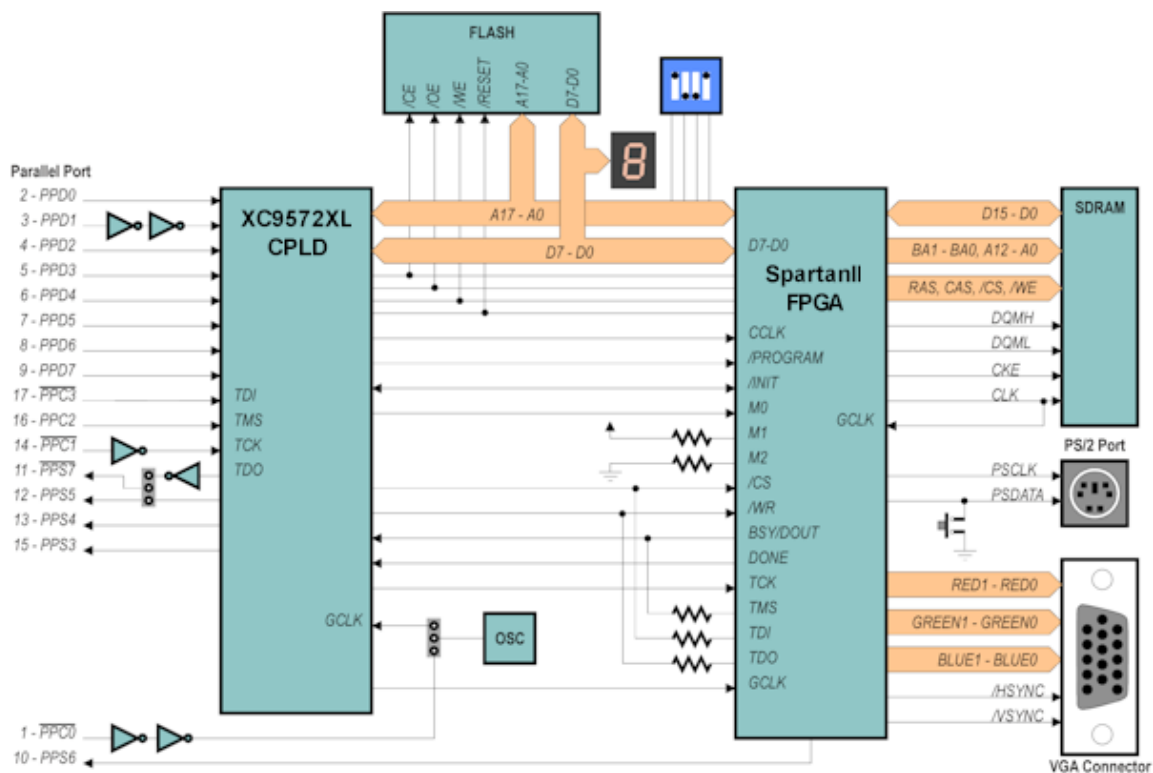 FLASH
/CE
/OE
/WE
/RESET
A17-A0
D7-D0
Parallel Port
2 - PPD0
3 - PPD1
4 - PPD2
5 - PPD3
6 - PPD4
7 - PPD5
8 - PPD6
9 - PPD7
17 - PPC3
16 - PPC2
14 - PPC1
11 - PPS7
12 - PPS5
13 - PPS4
15 - PPS3
1 - PPC0
10 - PPS6
XC9572XL
CPLD
TDI
TMS
TCK
TDO
GCLK
A17 - A0
D7 - D0
8
OSC
D7-D0
SpartanII
FPGA
CCLK
/PROGRAM
/INIT
M0
M1
M2
/CS
/WR
BSY/DOUT
DONE
TCK
TMS
TDI
TDO
GCLK
GCLK
D15 - D0
BA1 - BA0, A12 - A0
RAS, CAS, /CS, /WE
DQMH
DQML
CKE
CLK
SDRAM
PS/2 Port
PSCLK
PSDATA
RED1 - RED0
GREEN1 - GREEN0
BLUE1 - BLUE0
/HSYNC
/VSYNC
VGA Connector